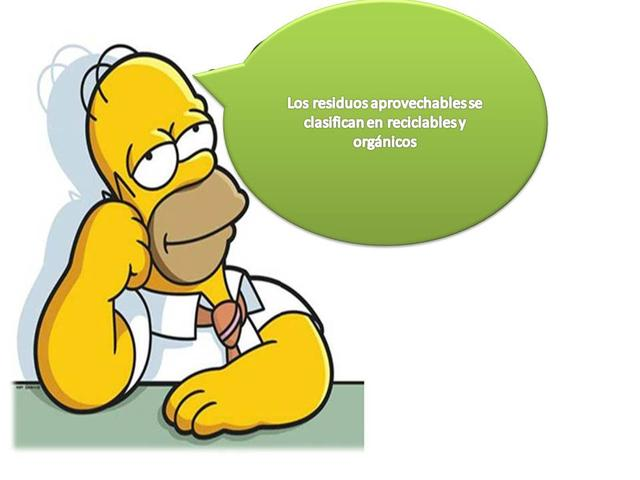 Los residuos aprovechables se
clasifican en reciclables y
orgánicos